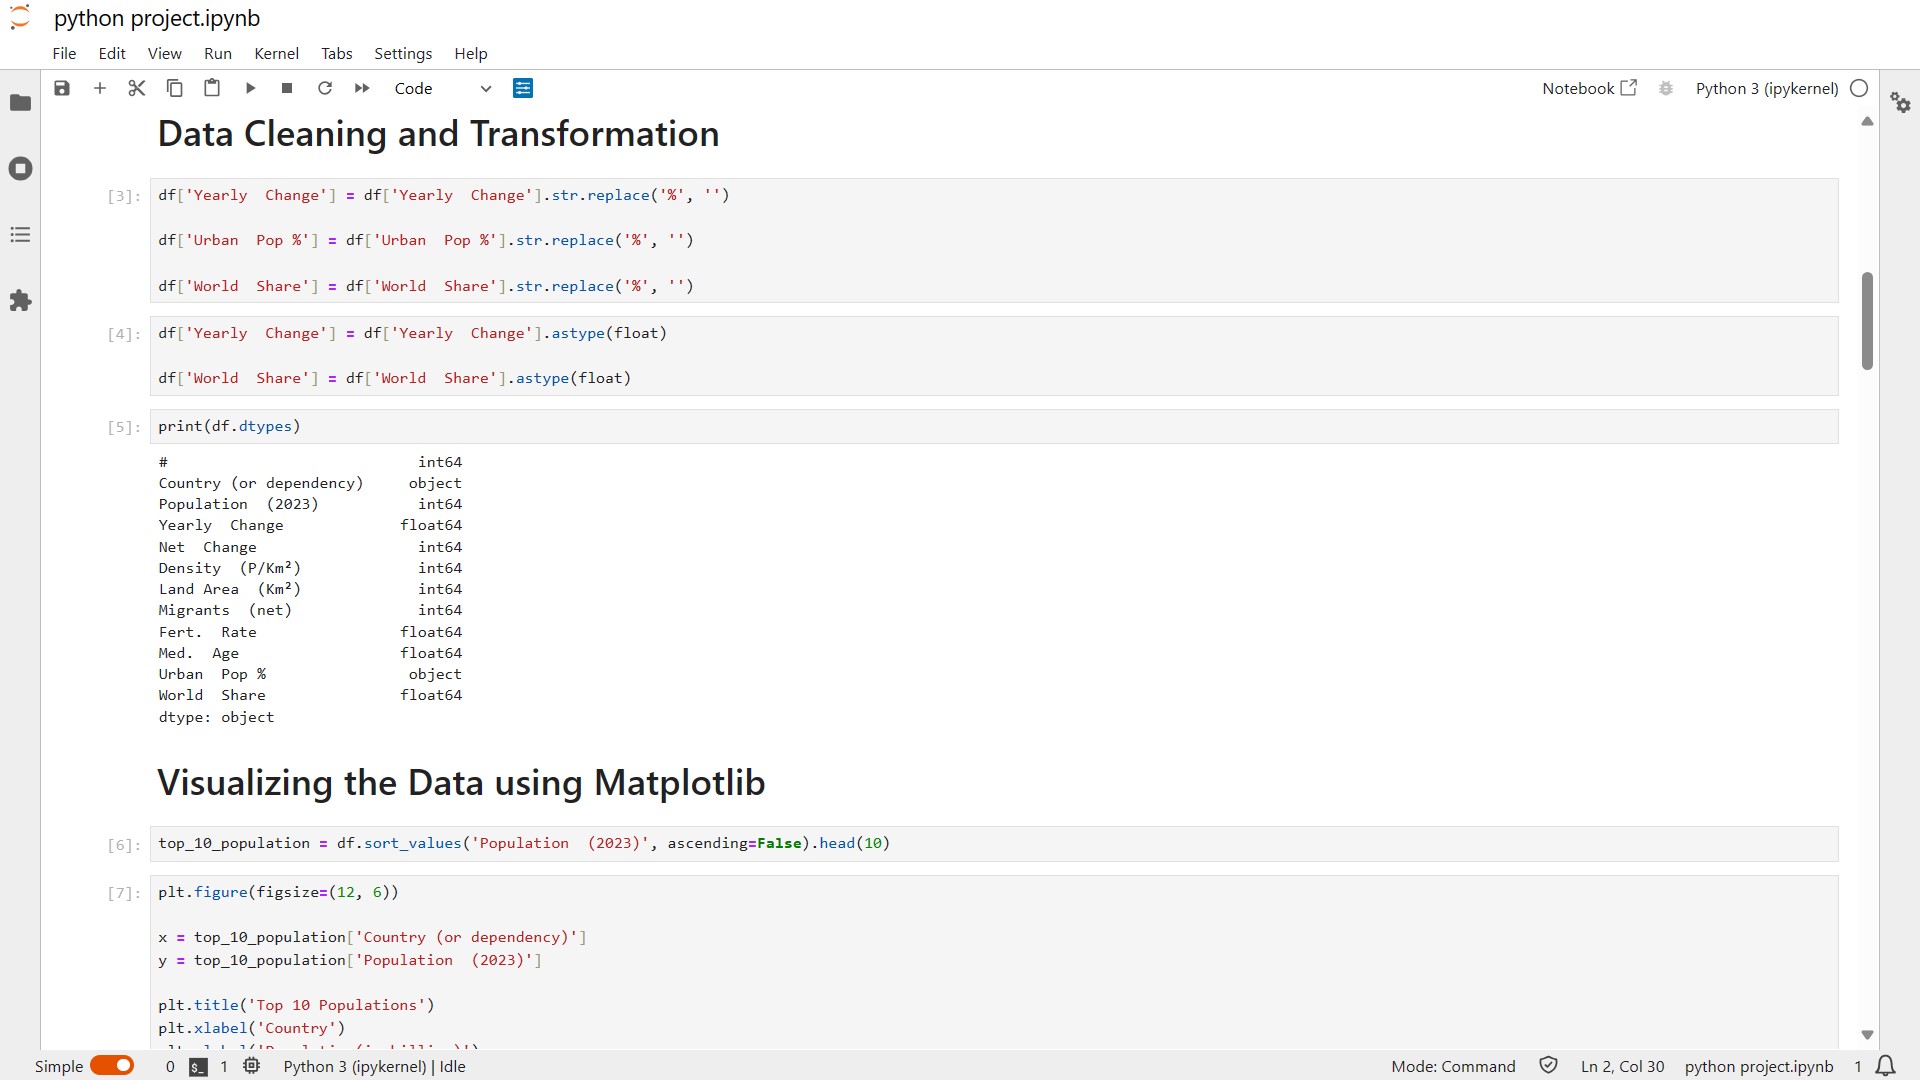 python project.ipynb
File Edit View Run Kernel Tabs Settings Help
Code Notebook Python 3 (ipykernel)
Data Cleaning and Transformation
[3]: df['Yearly  Change'] = df['Yearly  Change'].str.replace('%', '')
df['Urban  Pop %'] = df['Urban  Pop %'].str.replace('%', '')
df['World  Share'] = df['World  Share'].str.replace('%', '')
[4]: df['Yearly  Change'] = df['Yearly  Change'].astype(float)
df['World  Share'] = df['World  Share'].astype(float)
[5]: print(df.dtypes)
# int64
Country (or dependency) object
Population  (2023) int64
Yearly  Change float64
Net  Change int64
Density  (P/Km²) int64
Land Area  (Km²) int64
Migrants  (net) int64
Fert.  Rate float64
Med.  Age float64
Urban  Pop % object
World  Share float64
dtype: object
Visualizing the Data using Matplotlib
[6]: top_10_population = df.sort_values('Population  (2023)', ascending=False).head(10)
[7]: plt.figure(figsize=(12, 6))
x = top_10_population['Country (or dependency)']
y = top_10_population['Population  (2023)']
plt.title('Top 10 Populations')
plt.xlabel('Country')
Simple 0 $_ 1 Python 3 (ipykernel) | Idle Mode: Command Ln 2, Col 30 python project.ipynb 1